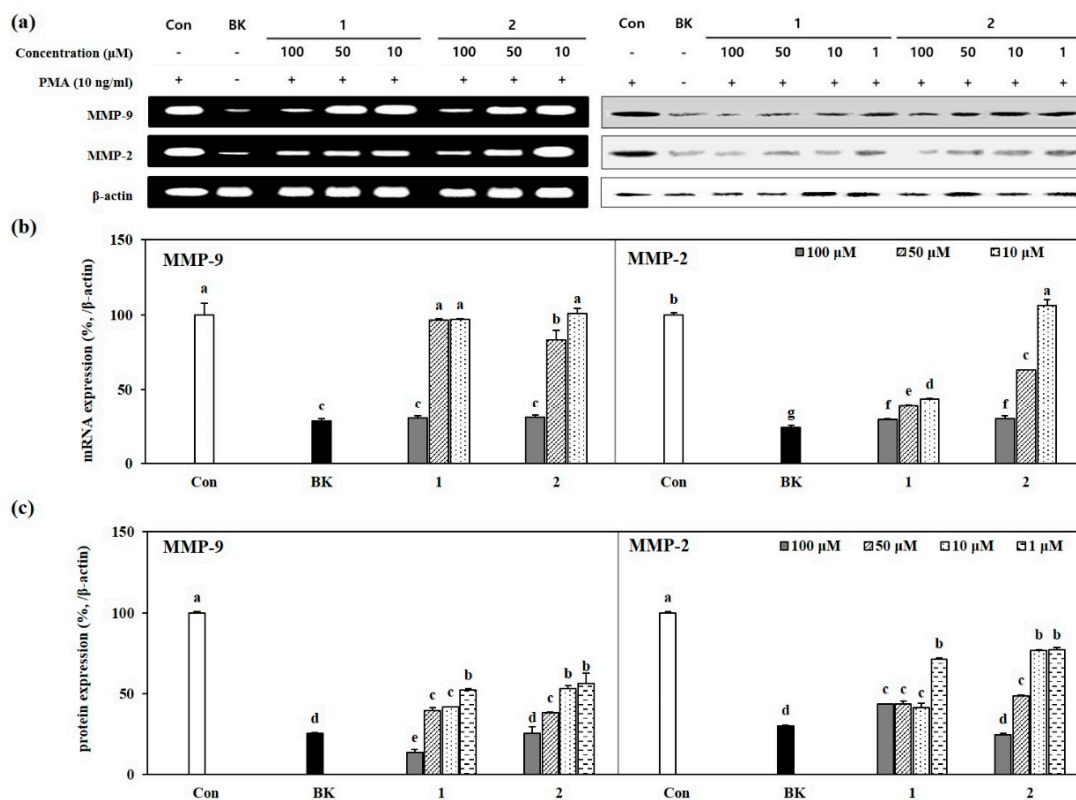 (a) Con BK 1 2 Con BK 1 2
Concentration (μM) - - 100 50 10 100 50 10 - - 100 50 10 1 100 50 10 1
PMA (10 ng/ml) + - + + + + + + + - + + + + + + + +
MMP-9
MMP-2
β-actin
(b)
mRNA expression (%, /β-actin)
150
100
50
0
MMP-9
a c c a a c b a
Con BK 1 2
MMP-2
100 μM 50 μM 10 μM
b g f e d f c a
Con BK 1 2
(c)
protein expression (%, /β-actin)
150
100
50
0
MMP-9
a d e c c b d c b b
Con BK 1 2
MMP-2
100 μM 50 μM 10 μM 1 μM
a d c c c b d c b b
Con BK 1 2